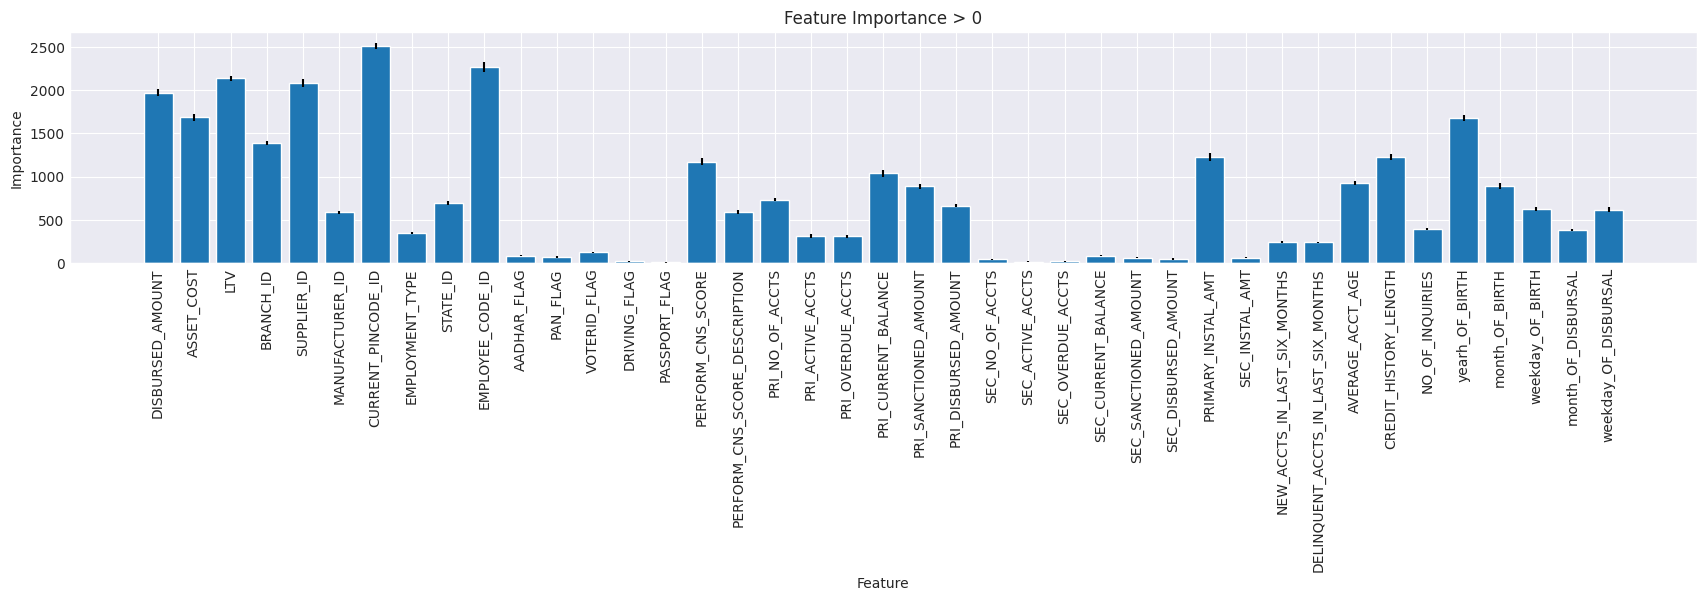 Feature Importance > 0
Importance
2500
2000
1500
1000
500
0
DISBURSED_AMOUNT
ASSET_COST
LTV
BRANCH_ID
SUPPLIER_ID
MANUFACTURER_ID
CURRENT_PINCODE_ID
EMPLOYMENT_TYPE
STATE_ID
EMPLOYEE_CODE_ID
AADHAR_FLAG
PAN_FLAG
VOTERID_FLAG
DRIVING_FLAG
PASSPORT_FLAG
PERFORM_CNS_SCORE
PERFORM_CNS_SCORE_DESCRIPTION
PRI_NO_OF_ACCTS
PRI_ACTIVE_ACCTS
PRI_OVERDUE_ACCTS
PRI_CURRENT_BALANCE
PRI_SANCTIONED_AMOUNT
PRI_DISBURSED_AMOUNT
SEC_NO_OF_ACCTS
SEC_ACTIVE_ACCTS
SEC_OVERDUE_ACCTS
SEC_CURRENT_BALANCE
SEC_SANCTIONED_AMOUNT
SEC_DISBURSED_AMOUNT
PRIMARY_INSTAL_AMT
SEC_INSTAL_AMT
NEW_ACCTS_IN_LAST_SIX_MONTHS
DELINQUENT_ACCTS_IN_LAST_SIX_MONTHS
AVERAGE_ACCT_AGE
CREDIT_HISTORY_LENGTH
NO_OF_INQUIRIES
yearh_OF_BIRTH
month_OF_BIRTH
weekday_OF_BIRTH
month_OF_DISBURSAL
weekday_OF_DISBURSAL
Feature